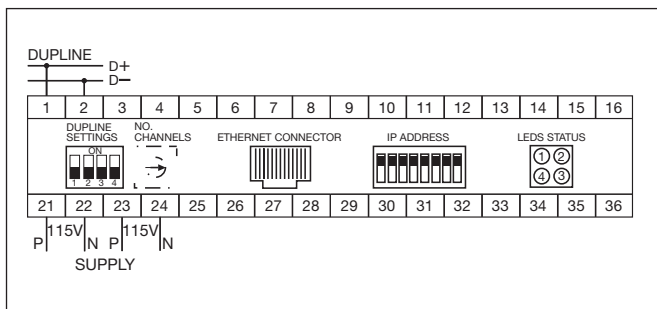 DUPLINE
D+
D−
1 2 3 4 5 6 7 8 9 10 11 12 13 14 15 16
DUPLINE SETTINGS
NO. CHANNELS
ETHERNET CONNECTOR
IP ADDRESS
LEDS STATUS
ON
1 2 3 4
1 2
4 3
21 22 23 24 25 26 27 28 29 30 31 32 33 34 35 36
P 115V N P 115V N
SUPPLY